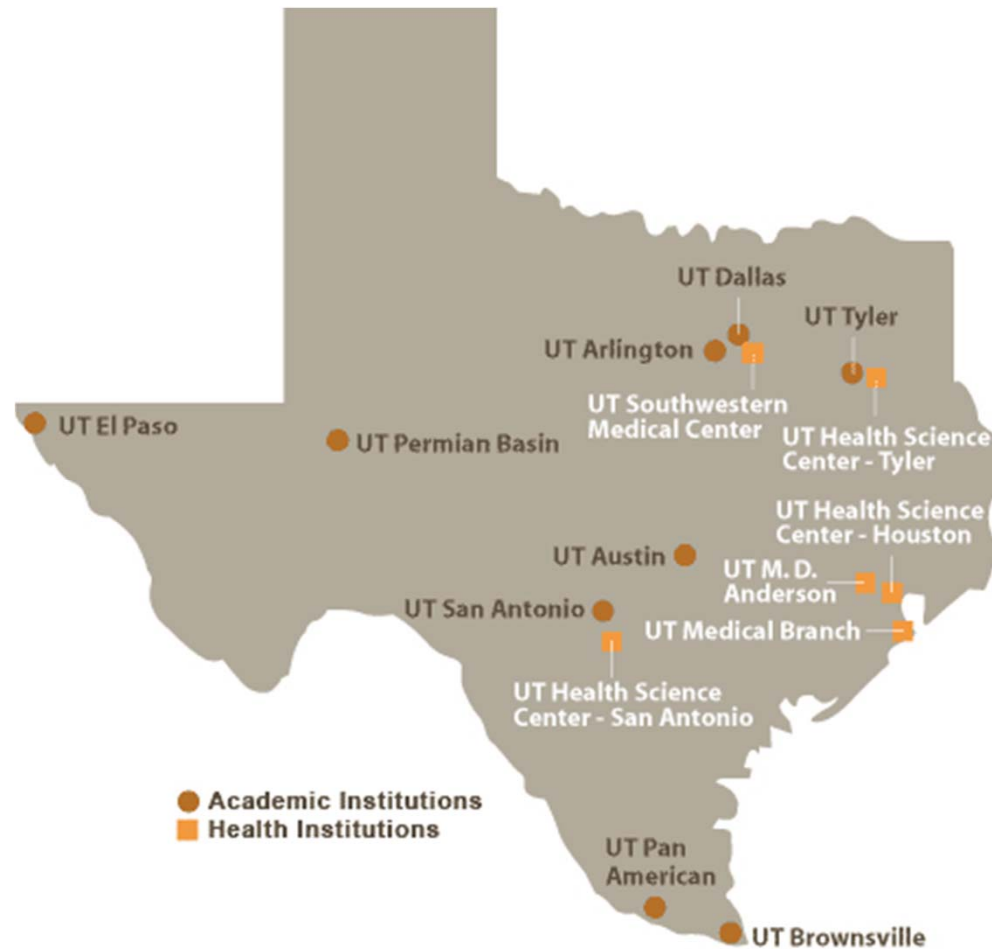 UT Dallas
UT Tyler
UT Arlington
UT Southwestern
Medical Center
UT El Paso
UT Permian Basin
UT Health Science
Center - Tyler
UT Health Science
Center - Houston
UT Austin
UT M. D.
Anderson
UT San Antonio
UT Medical Branch
UT Health Science
Center - San Antonio
Academic Institutions
Health Institutions
UT Pan
American
UT Brownsville